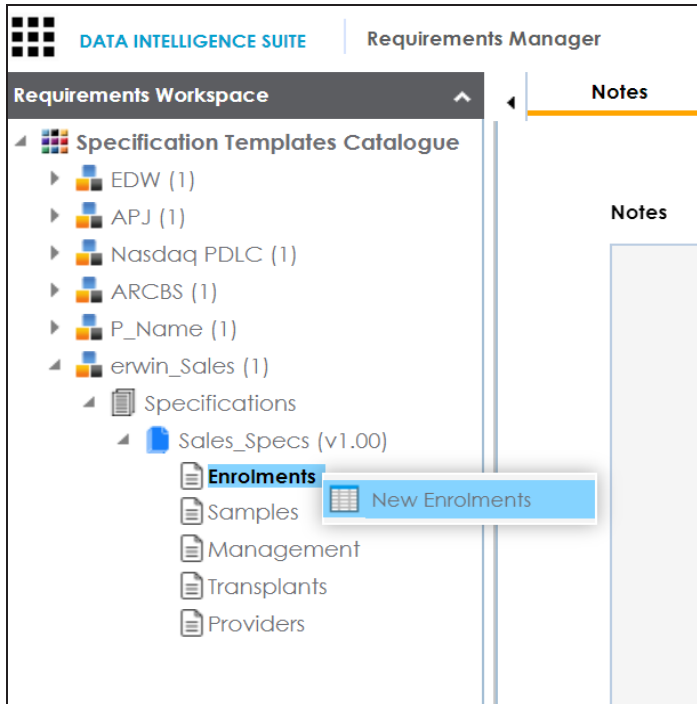 DATA INTELLIGENCE SUITE Requirements Manager
Requirements Workspace
Notes
Specification Templates Catalogue
EDW (1)
APJ (1)
Notes
Nasdaq PDLC (1)
ARCBS (1)
P_Name (1)
erwin_Sales (1)
Specifications
Sales_Specs (v1.00)
Enrolments
New Enrolments
Samples
Management
Transplants
Providers